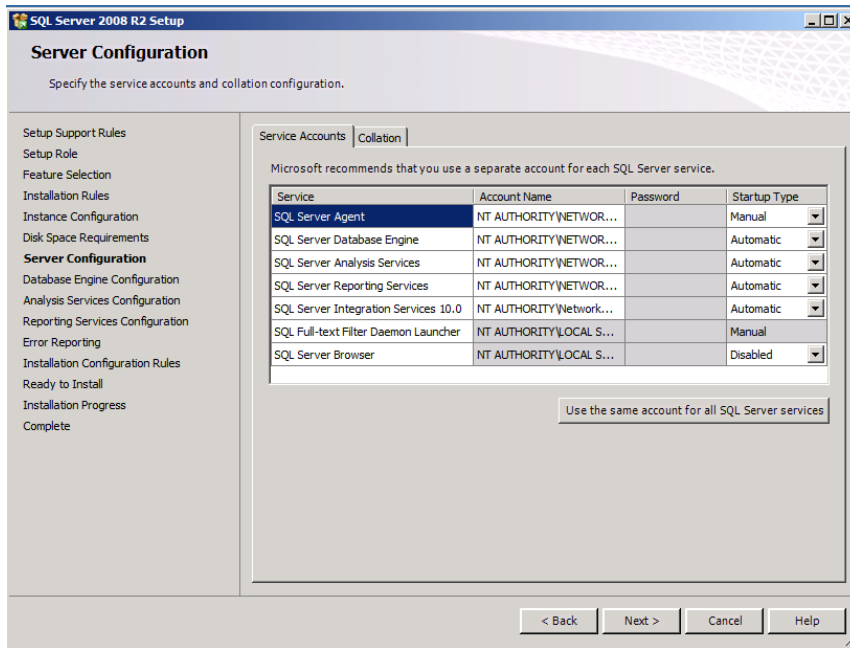 SQL Server 2008 R2 Setup
Server Configuration
Specify the service accounts and collation configuration.
Setup Support Rules
Setup Role
Feature Selection
Installation Rules
Instance Configuration
Disk Space Requirements
Server Configuration
Database Engine Configuration
Analysis Services Configuration
Reporting Services Configuration
Error Reporting
Installation Configuration Rules
Ready to Install
Installation Progress
Complete
Service Accounts Collation
Microsoft recommends that you use a separate account for each SQL Server service.
Service Account Name Password Startup Type
SQL Server Agent NT AUTHORITY\NETWOR... Manual
SQL Server Database Engine NT AUTHORITY\NETWOR... Automatic
SQL Server Analysis Services NT AUTHORITY\NETWOR... Automatic
SQL Server Reporting Services NT AUTHORITY\NETWOR... Automatic
SQL Server Integration Services 10.0 NT AUTHORITY\Network... Automatic
SQL Full-text Filter Daemon Launcher NT AUTHORITY\LOCAL S... Manual
SQL Server Browser NT AUTHORITY\LOCAL S... Disabled
Use the same account for all SQL Server services
< Back Next > Cancel Help